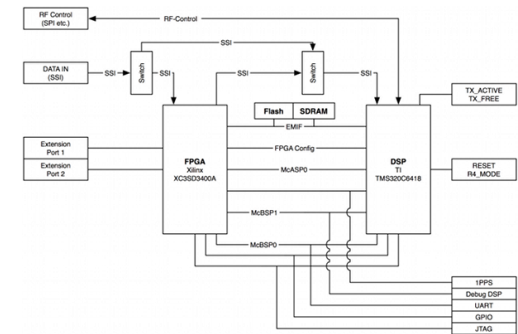 RF Control
(SPI etc.)
RF-Control
SSI
DATA IN
(SSI)
SSI
Switch
SSI
SSI
Switch
SSI
TX_ACTIVE
TX_FREE
Flash
SDRAM
EMIF
Extension
Port 1
Extension
Port 2
FPGA
Xilinx
XC3SD3400A
FPGA Config
McASP0
DSP
TI
TMS320C6418
RESET
R4_MODE
McBSP1
McBSP0
1PPS
Debug DSP
UART
GPIO
JTAG